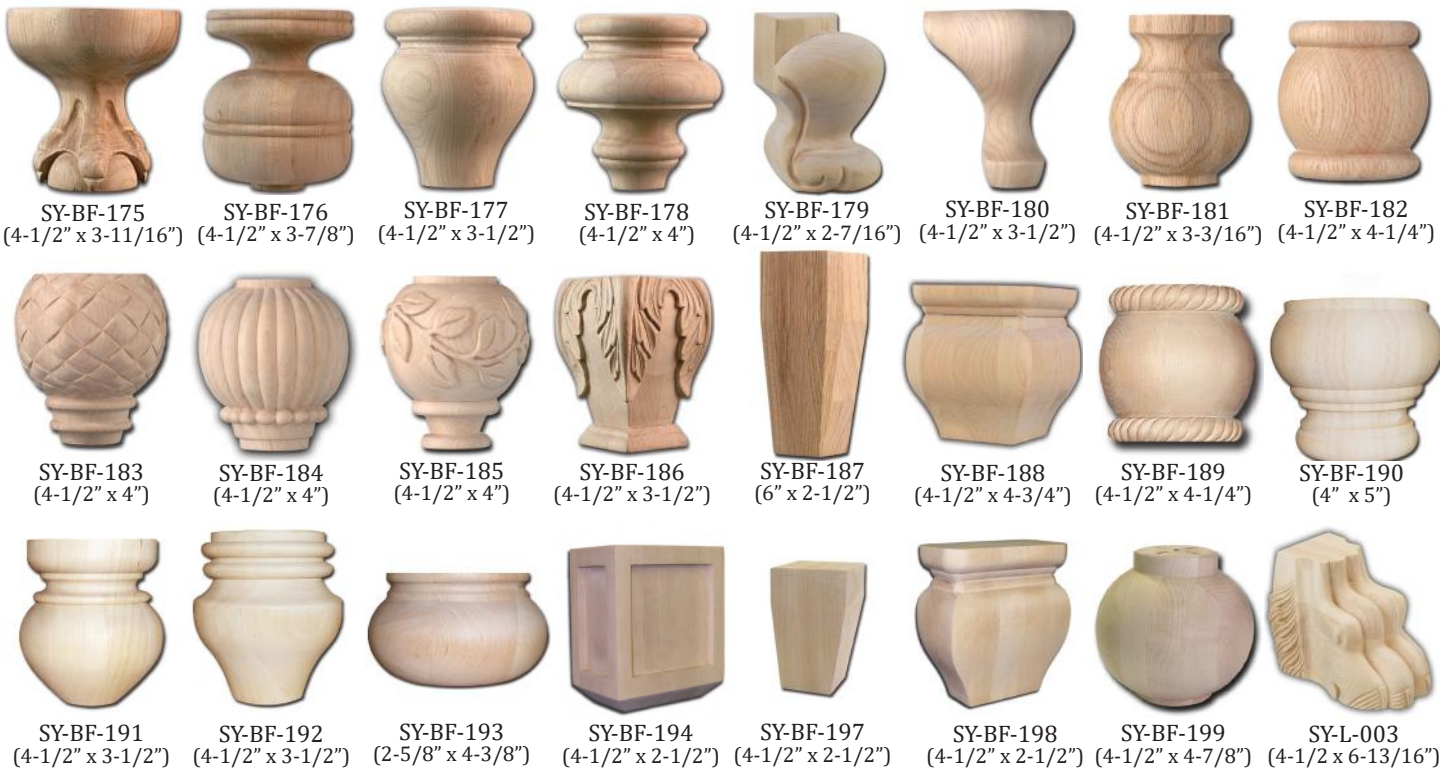 SY-BF-175
(4-1/2” x 3-11/16”)
SY-BF-176
(4-1/2” x 3-7/8”)
SY-BF-177
(4-1/2” x 3-1/2”)
SY-BF-178
(4-1/2” x 4”)
SY-BF-179
(4-1/2” x 2-7/16”)
SY-BF-180
(4-1/2” x 3-1/2”)
SY-BF-181
(4-1/2” x 3-3/16”)
SY-BF-182
(4-1/2” x 4-1/4”)
SY-BF-183
(4-1/2” x 4”)
SY-BF-184
(4-1/2” x 4”)
SY-BF-185
(4-1/2” x 4”)
SY-BF-186
(4-1/2” x 3-1/2”)
SY-BF-187
(6” x 2-1/2”)
SY-BF-188
(4-1/2” x 4-3/4”)
SY-BF-189
(4-1/2” x 4-1/4”)
SY-BF-190
(4” x 5”)
SY-BF-191
(4-1/2” x 3-1/2”)
SY-BF-192
(4-1/2” x 3-1/2”)
SY-BF-193
(2-5/8” x 4-3/8”)
SY-BF-194
(4-1/2” x 2-1/2”)
SY-BF-197
(4-1/2” x 2-1/2”)
SY-BF-198
(4-1/2” x 2-1/2”)
SY-BF-199
(4-1/2” x 4-7/8”)
SY-L-003
(4-1/2 x 6-13/16”)